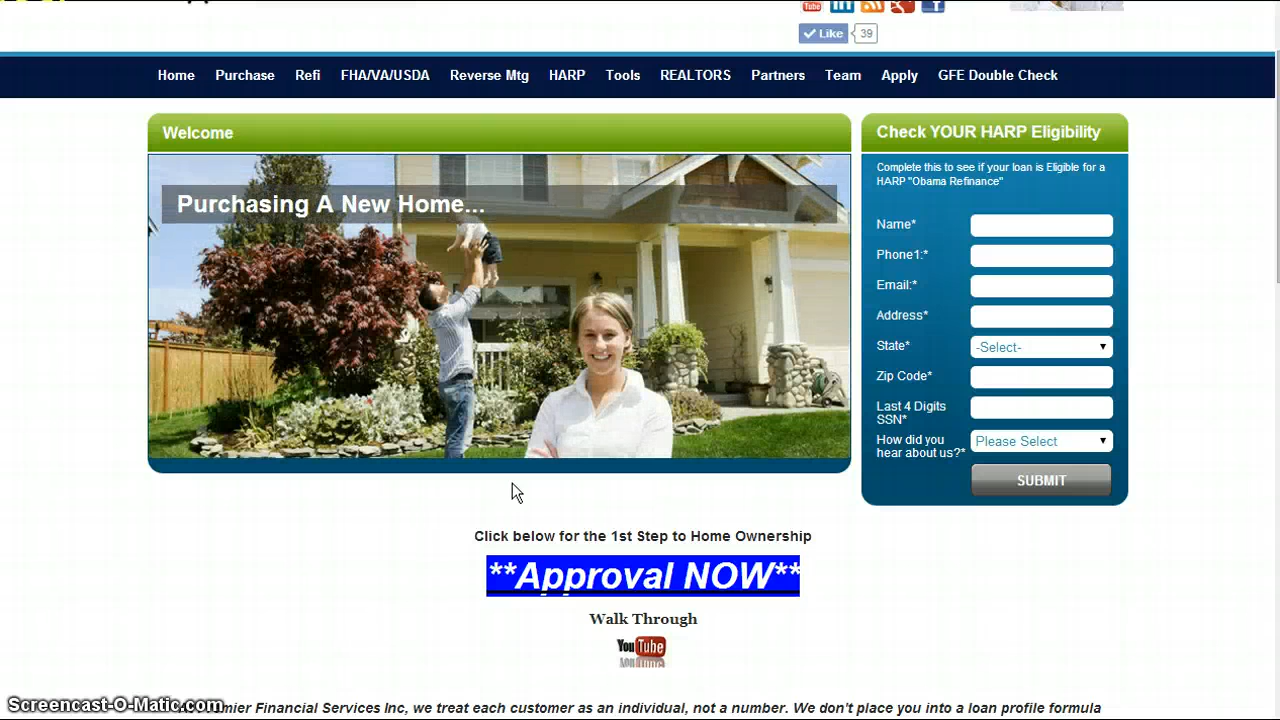 You Tube
in
f
Like 39
Home Purchase Refi FHA/VA/USDA Reverse Mtg HARP Tools REALTORS Partners Team Apply GFE Double Check
Welcome
Purchasing A New Home...
Check YOUR HARP Eligibility
Complete this to see if your loan is Eligible for a
HARP "Obama Refinance"
Name*
Phone1:*
Email:*
Address*
State* -Select-
Zip Code*
Last 4 Digits
SSN*
How did you
hear about us?* Please Select
SUBMIT
Click below for the 1st Step to Home Ownership
**Approval NOW**
Walk Through
You Tube
Financial Services Inc, we treat each customer as an individual, not a number. We don't place you into a loan profile formula
Screencast-O-Matic.com